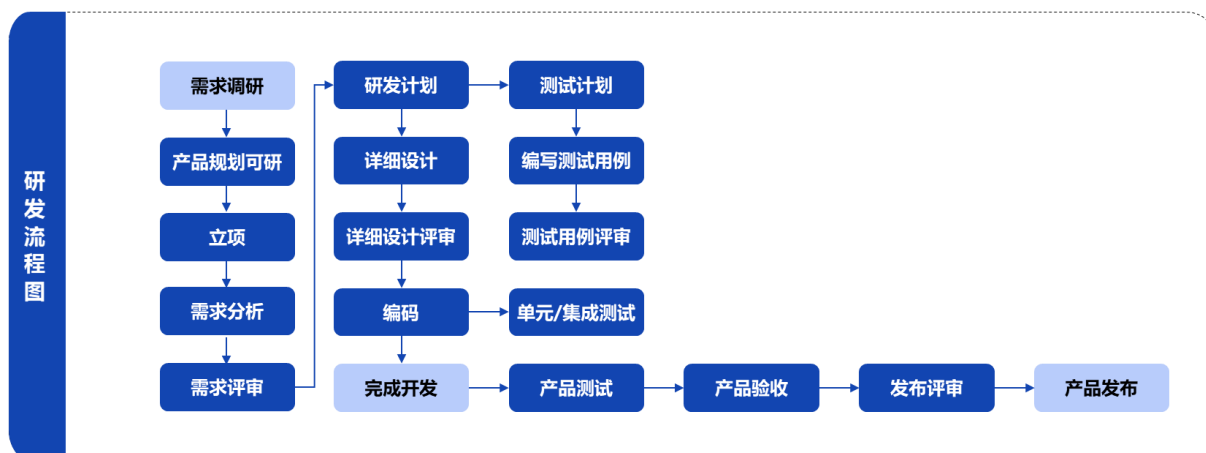 研发流程图
需求调研
产品规划可研
立项
需求分析
需求评审
研发计划
详细设计
详细设计评审
编码
完成开发
测试计划
编写测试用例
测试用例评审
单元/集成测试
产品测试
产品验收
发布评审
产品发布